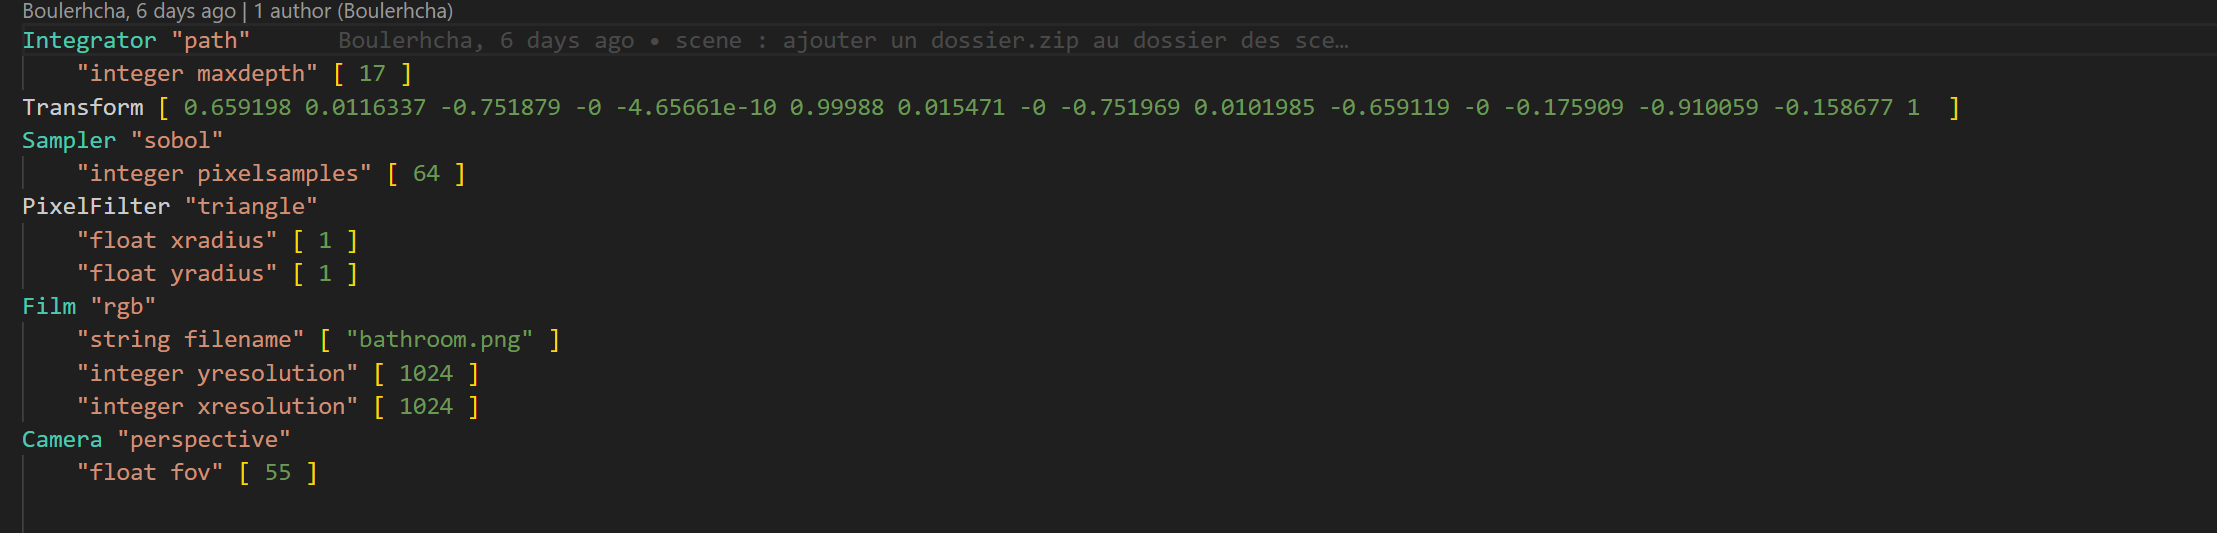 Boulerhcha, 6 days ago | 1 author (Boulerhcha)
Integrator "path" Boulerhcha, 6 days ago • scene : ajouter un dossier.zip au dossier des sce…
"integer maxdepth" [ 17 ]
Transform [ 0.659198 0.0116337 -0.751879 -0 -4.65661e-10 0.99988 0.015471 -0 -0.751969 0.0101985 -0.659119 -0 -0.175909 -0.910059 -0.158677 1 ]
Sampler "sobol"
"integer pixelsamples" [ 64 ]
PixelFilter "triangle"
"float xradius" [ 1 ]
"float yradius" [ 1 ]
Film "rgb"
"string filename" [ "bathroom.png" ]
"integer yresolution" [ 1024 ]
"integer xresolution" [ 1024 ]
Camera "perspective"
"float fov" [ 55 ]